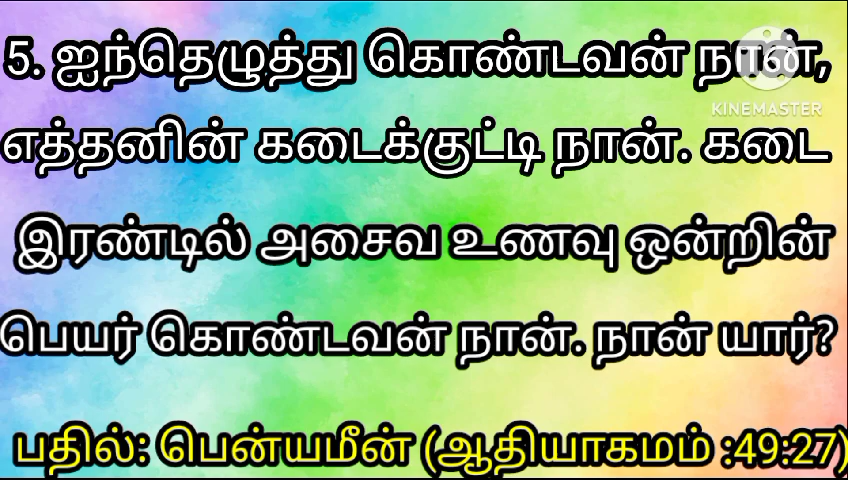 5. ஐந்தெழுத்து கொண்டவன் நான்,
KINEMASTER
எத்தனின் கடைக்குட்டி நான். கடை
இரண்டில் அசைவ உணவு ஒன்றின்
பெயர் கொண்டவன் நான். நான் யார்?
பதில்: பென்யமீன் (ஆதியாகமம் :49:27)